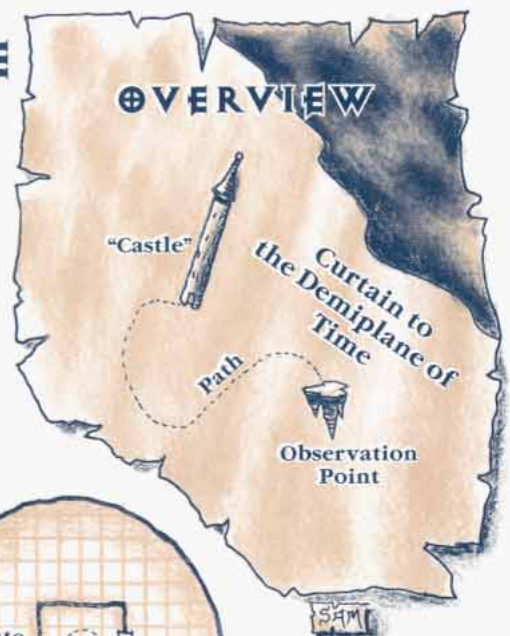 OVERVIEW
"Castle"
Curtain to
the Demiplane of
Time
Path
Observation
Point
SAM